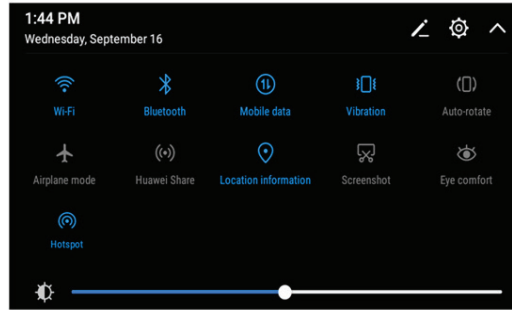 1:44 PM
Wednesday, September 16
Wi-Fi Bluetooth Mobile data Vibration Auto-rotate
Airplane mode Huawei Share Location information Screenshot Eye comfort
Hotspot